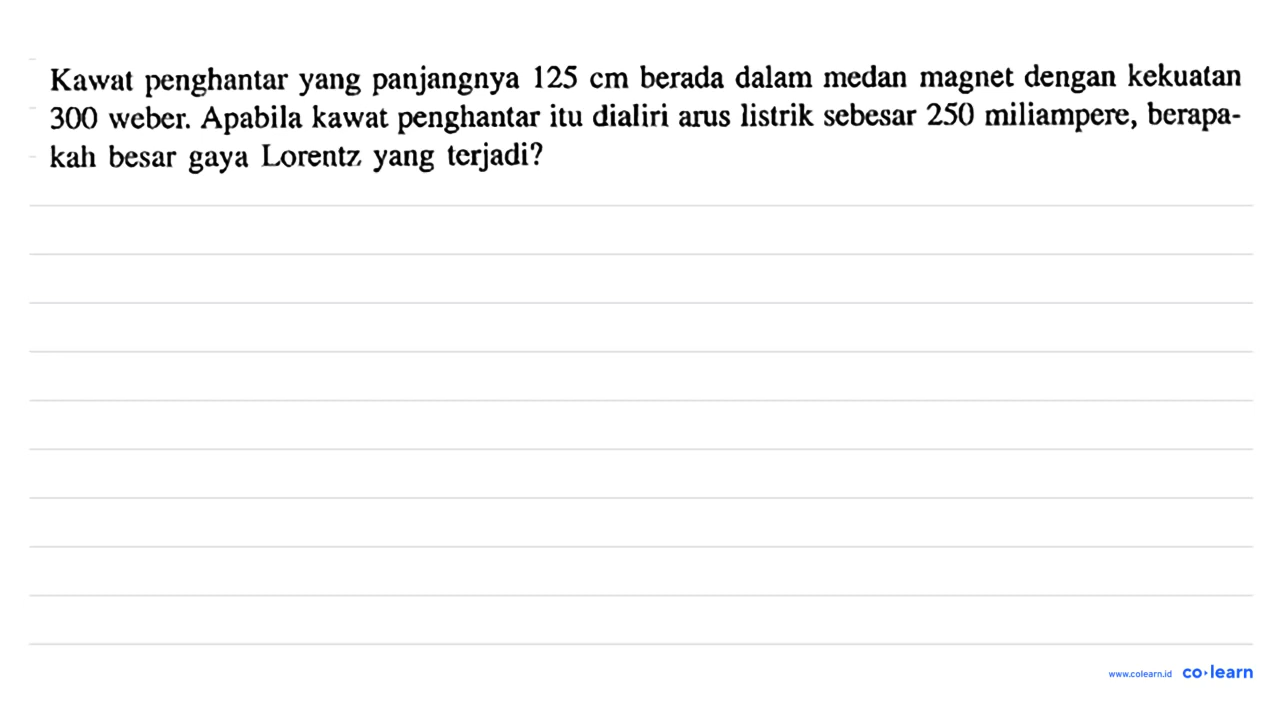 Kawat penghantar yang panjangnya 125 cm berada dalam medan magnet dengan kekuatan
300 weber. Apabila kawat penghantar itu dialiri arus listrik sebesar 250 miliampere, berapa-
kah besar gaya Lorentz yang terjadi?
www.colearn.id co·learn